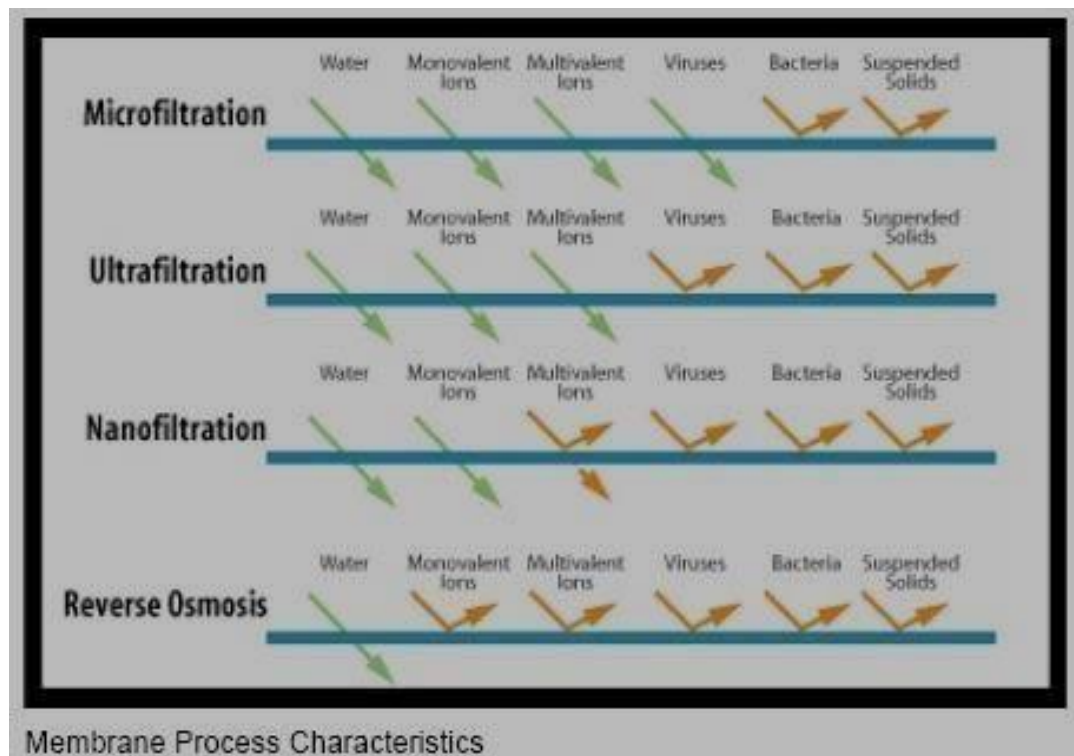 Water Monovalent Ions Multivalent Ions Viruses Bacteria Suspended Solids
Microfiltration
Water Monovalent Ions Multivalent Ions Viruses Bacteria Suspended Solids
Ultrafiltration
Water Monovalent Ions Multivalent Ions Viruses Bacteria Suspended Solids
Nanofiltration
Water Monovalent Ions Multivalent Ions Viruses Bacteria Suspended Solids
Reverse Osmosis
Membrane Process Characteristics